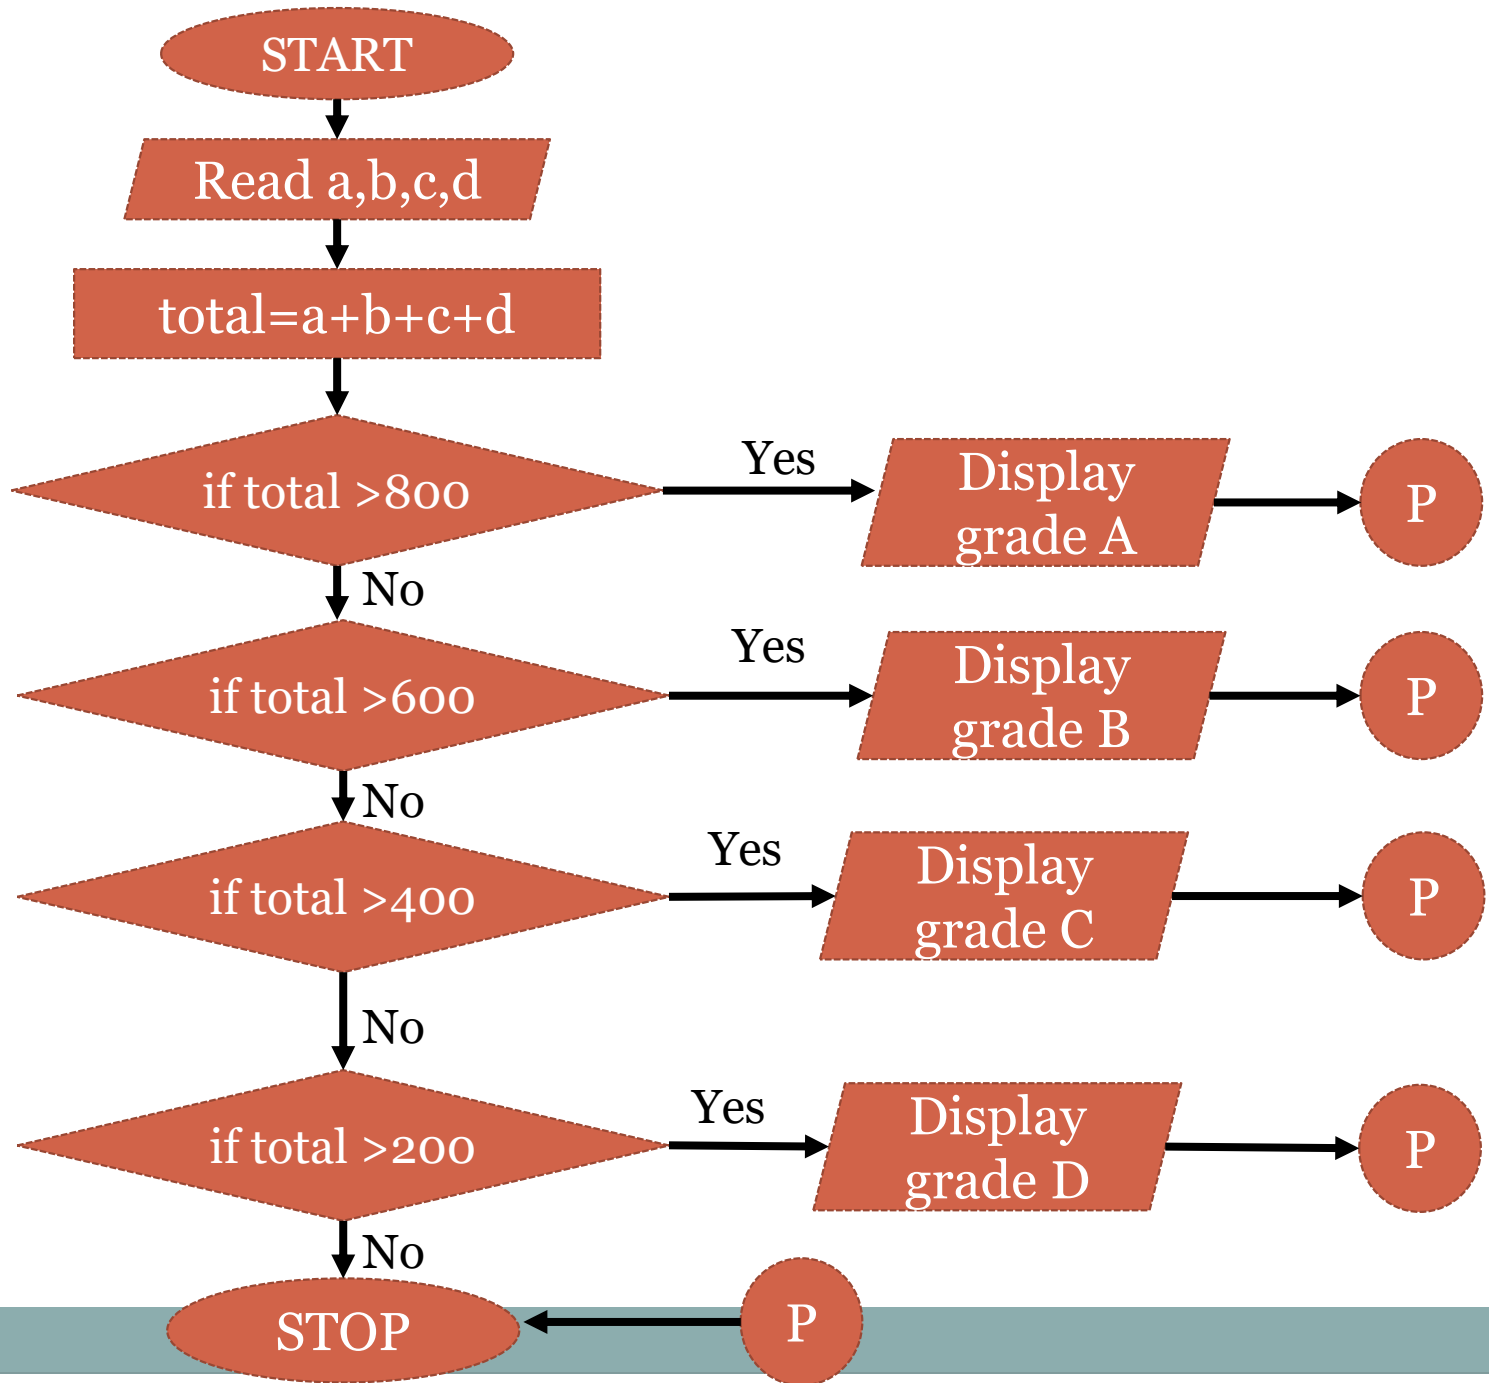 START
Read a,b,c,d
total=a+b+c+d
if total >800
Yes
Display
grade A
P
No
if total >600
Yes
Display
grade B
P
No
if total >400
Yes
Display
grade C
P
No
if total >200
Yes
Display
grade D
P
No
STOP
P